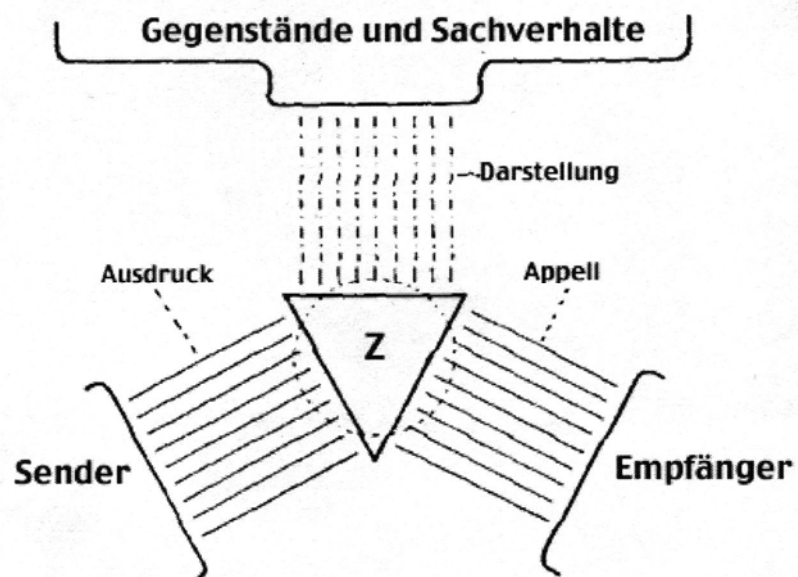 Gegenstände und Sachverhalte
Darstellung
Ausdruck
Appell
Z
Sender
Empfänger